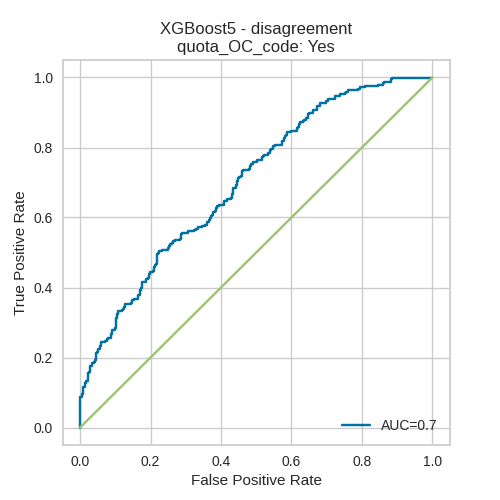 XGBoost5 - disagreement
quota_OC_code: Yes
1.0
0.8
0.6
0.4
0.2
0.0
True Positive Rate
AUC=0.7
0.0 0.2 0.4 0.6 0.8 1.0
False Positive Rate